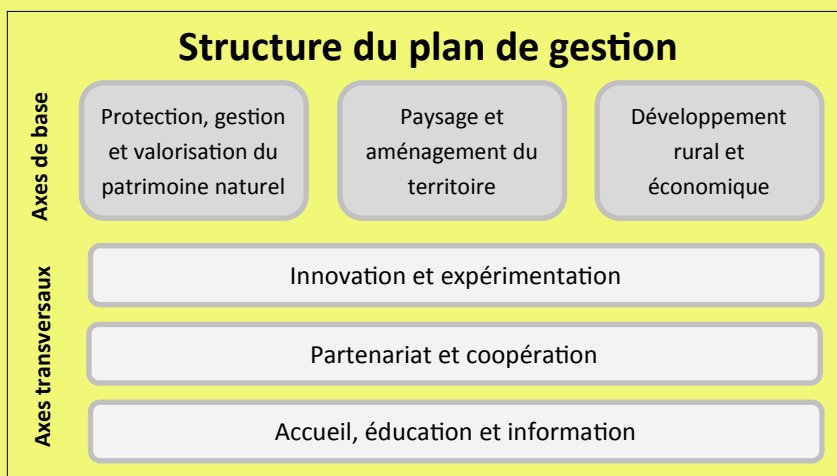 Structure du plan de gestion
Axes de base
Protection, gestion
et valorisation du
patrimoine naturel
Paysage et
aménagement du
territoire
Développement
rural et
économique
Axes transversaux
Innovation et expérimentation
Partenariat et coopération
Accueil, éducation et information